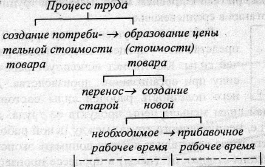 Процесс труда
создание потреби- → образование цены
тельной стоимости (стоимости)
товара товара
перенос → создание
старой новой
необходимое → прибавочное
рабочее время рабочее время